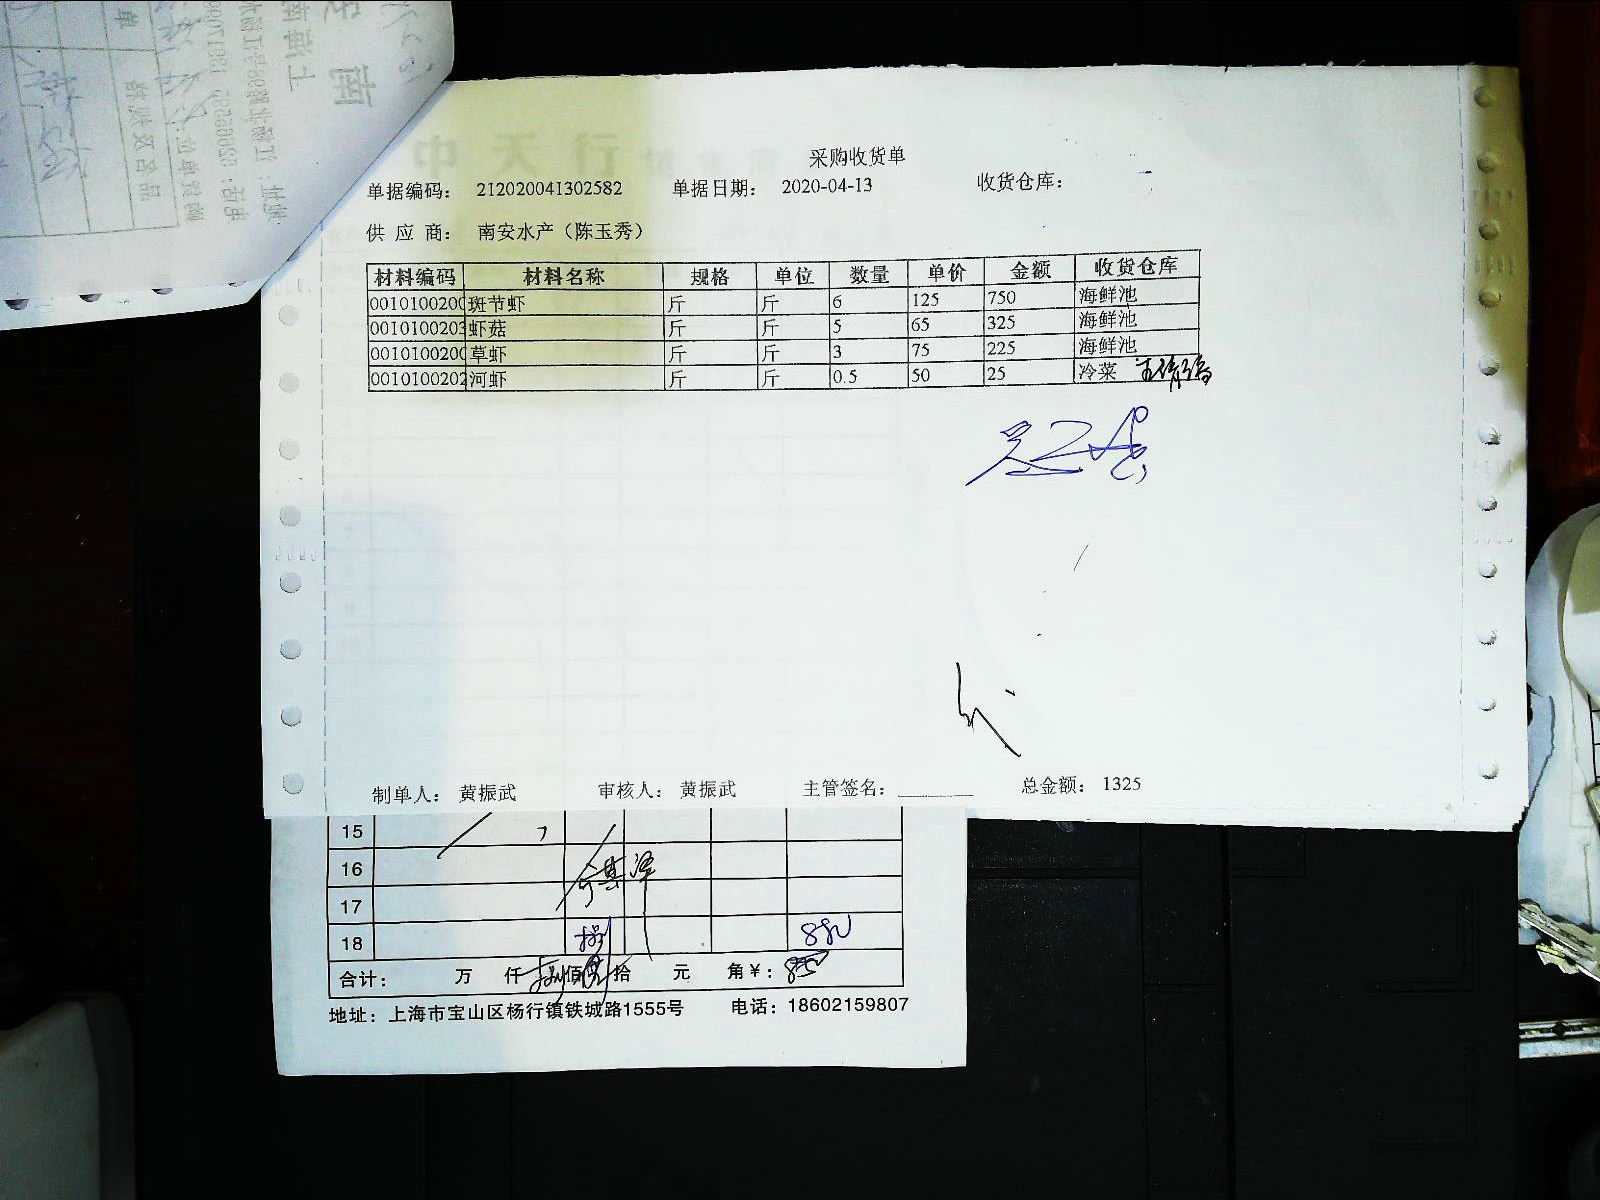 采购收货单
单据编码： 212020041302582 单据日期： 2020-04-13 收货仓库：
供 应 商： 南安水产（陈玉秀）
材料编码 材料名称 规格 单位 数量 单价 金额 收货仓库
001010020 斑节虾 斤 斤 6 125 750 海鲜池
0010100203 虾菇 斤 斤 5 65 325 海鲜池
001010020 草虾 斤 斤 3 75 225 海鲜池
0010100202 河虾 斤 斤 0.5 50 25 冷菜
制单人： 黄振武 审核人： 黄振武 主管签名： 总金额： 1325
15
16
17
18
合计： 万 仟 佰 拾 元 角￥：
地址：上海市宝山区杨行镇铁城路1555号 电话：18602159807